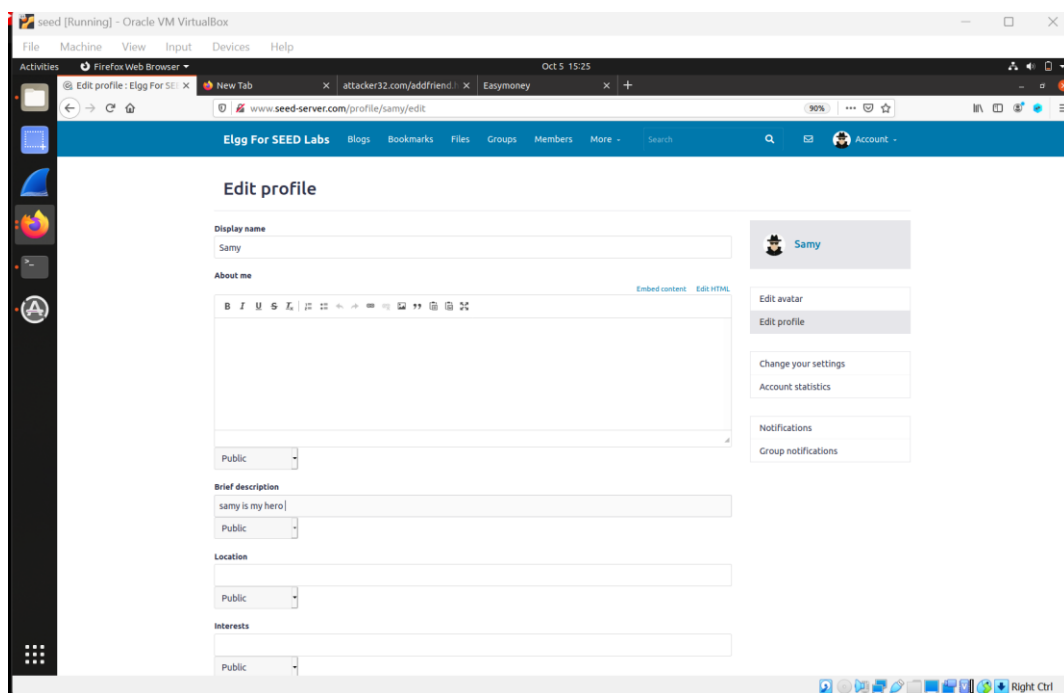 seed [Running] - Oracle VM VirtualBox
File Machine View Input Devices Help
Activities Firefox Web Browser Oct 5 15:25
Edit profile : Elgg For SE New Tab attacker32.com/addfriend. Easymoney
www.seed-server.com/profile/samy/edit 90%
Elgg For SEED Labs Blogs Bookmarks Files Groups Members More Search Account
Edit profile
Display name
Samy
About me
Embed content Edit HTML
B I U S
Public
Brief description
samy is my hero
Public
Location
Public
Interests
Public
Samy
Edit avatar
Edit profile
Change your settings
Account statistics
Notifications
Group notifications
Right Ctrl